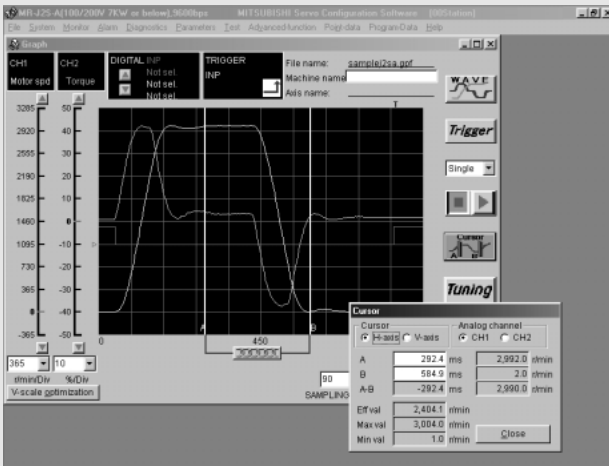 MR-J2S-A(100/200V 7KW or below),9600bps MITSUBISHI Servo Configuration Software (00Station)
File System Monitor Alarm Diagnostics Parameters Test Advanced-function Point-data Program-Data Help
Graph
CH1 CH2 DIGITAL INP TRIGGER File name: sample/j2sa.gpf
Motor spd Torque Not sel. INP Machine name
Not sel. Axis name:
Not sel.
WAVE
T
3285 50
2920 40
2555 30
2190 20
1825 10
1460 0
1095 -10
730 -20
365 -30
0 -40
-365 -50
Trigger
Single
Cursor
A B
Tuning
A B
0 450
365 10
r/min/Div %/Div
V-scale optimization
90
SAMPLING
Cursor
Cursor Analog channel
H-axis V-axis CH1 CH2
A 292.4 ms 2,992.0 r/min
B 584.9 ms 2.0 r/min
A-B -292.4 ms 2,990.0 r/min
Eff val 2,404.1 r/min
Max val 3,004.0 r/min
Min val 1.0 r/min
Close